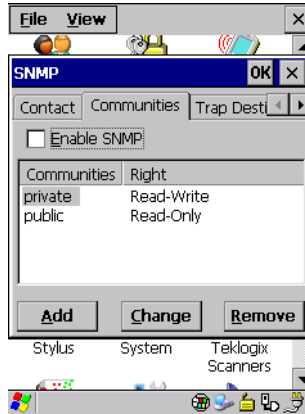 File View
SNMP OK
Contact Communities Trap Desti
Enable SNMP
Communities Right
private Read-Write
public Read-Only
Add Change Remove
Stylus System Teklogix
Scanners